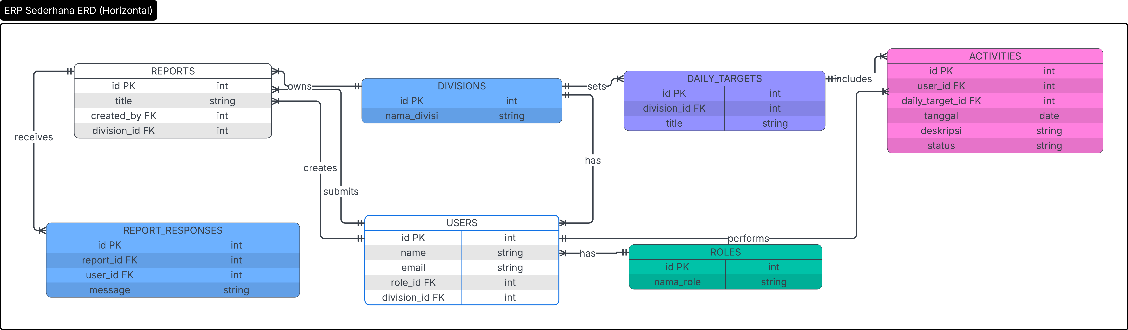 ERP Sederhana ERD (Horizontal)
REPORTS
id PK int
title string
created_by FK int
division_id FK int
owns
DIVISIONS
id PK int
nama_divisi string
sets
DAILY_TARGETS
id PK int
division_id FK int
title string
includes
ACTIVITIES
id PK int
user_id FK int
daily_target_id FK int
tanggal date
deskripsi string
status string
receives
creates
submits
has
REPORT_RESPONSES
id PK int
report_id FK int
user_id FK int
message string
USERS
id PK int
name string
email string
role_id FK int
division_id FK int
performs
has
ROLES
id PK int
nama_role string